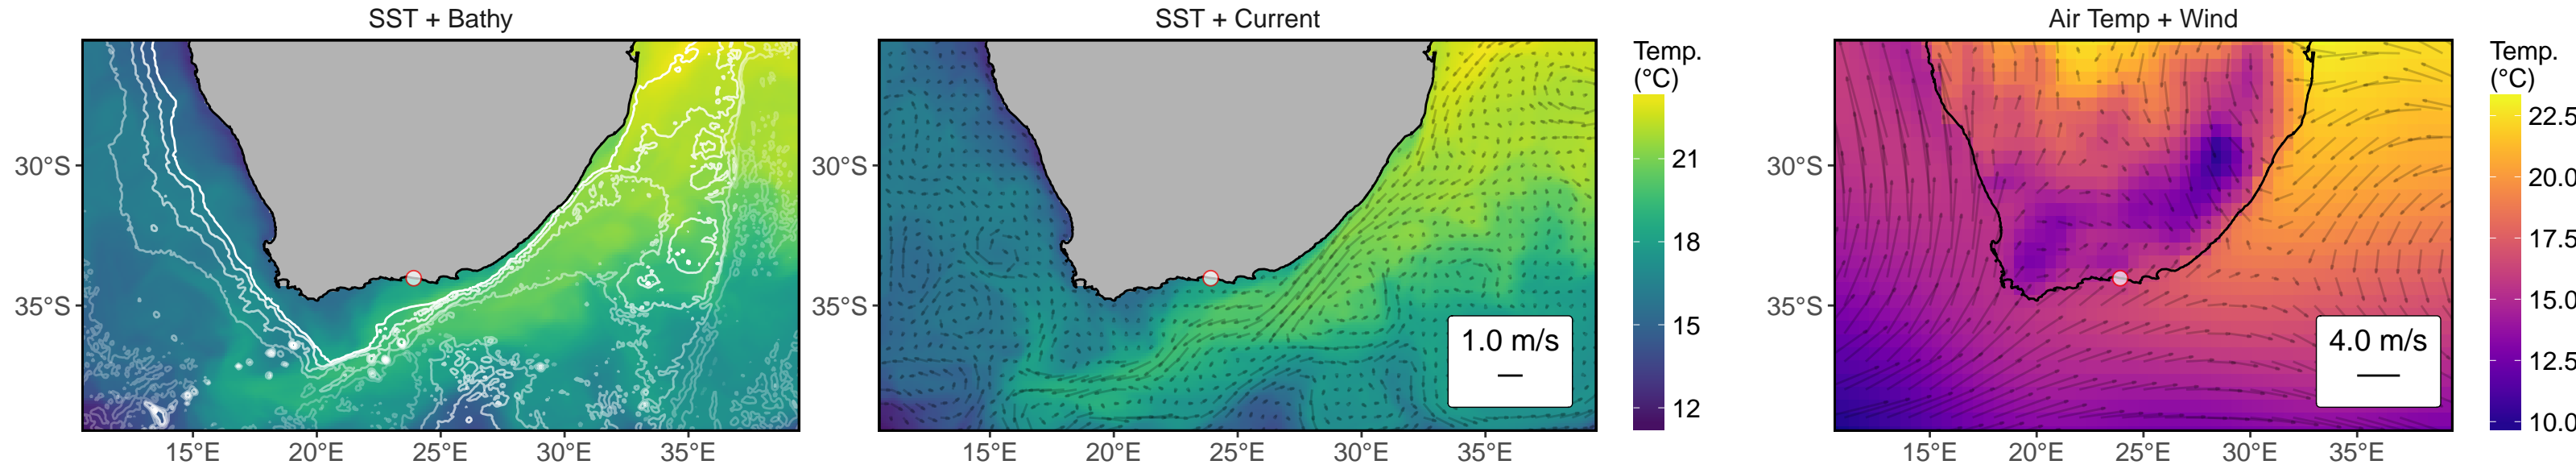 SST + Bathy
SST + Current
Air Temp + Wind
30°S
35°S
15°E
20°E
25°E
30°E
35°E
30°S
35°S
15°E
20°E
25°E
30°E
35°E
1.0 m/s
Temp.
(°C)
21
18
15
12
30°S
35°S
15°E
20°E
25°E
30°E
35°E
4.0 m/s
Temp.
(°C)
22.5
20.0
17.5
15.0
12.5
10.0